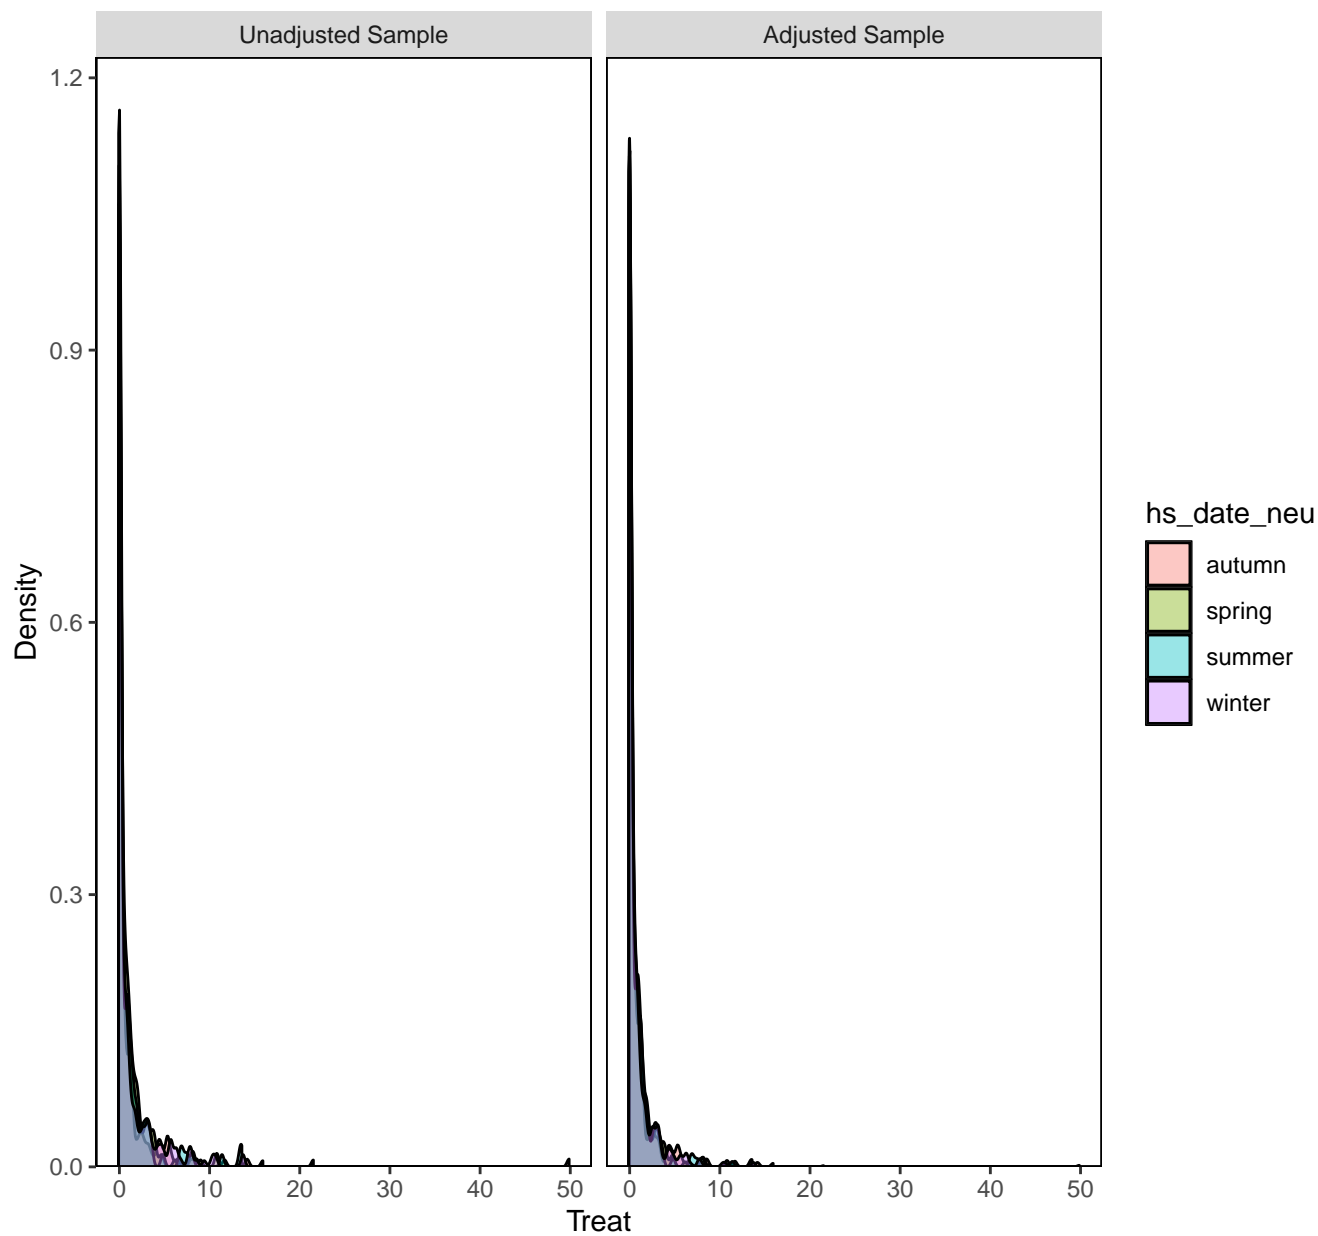 Unadjusted Sample
Adjusted Sample
1.2
0.9
0.6
0.3
0.0
Density
0 10 20 30 40 50
0 10 20 30 40 50
Treat
hs_date_neu
autumn
spring
summer
winter